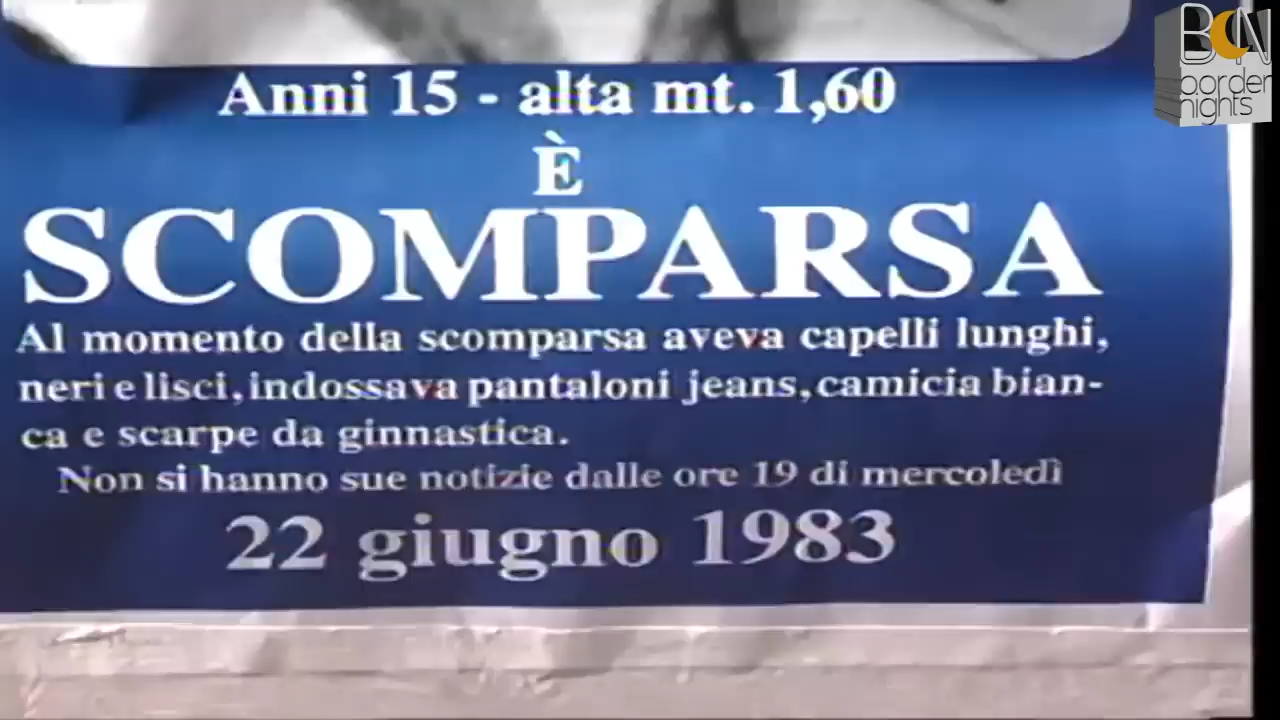 BN
border
nights
Anni 15 - alta mt. 1,60
È
SCOMPARSA
Al momento della scomparsa aveva capelli lunghi,
neri e lisci, indossava pantaloni jeans, camicia bian-
ca e scarpe da ginnastica.
Non si hanno sue notizie dalle ore 19 di mercoledì
22 giugno 1983